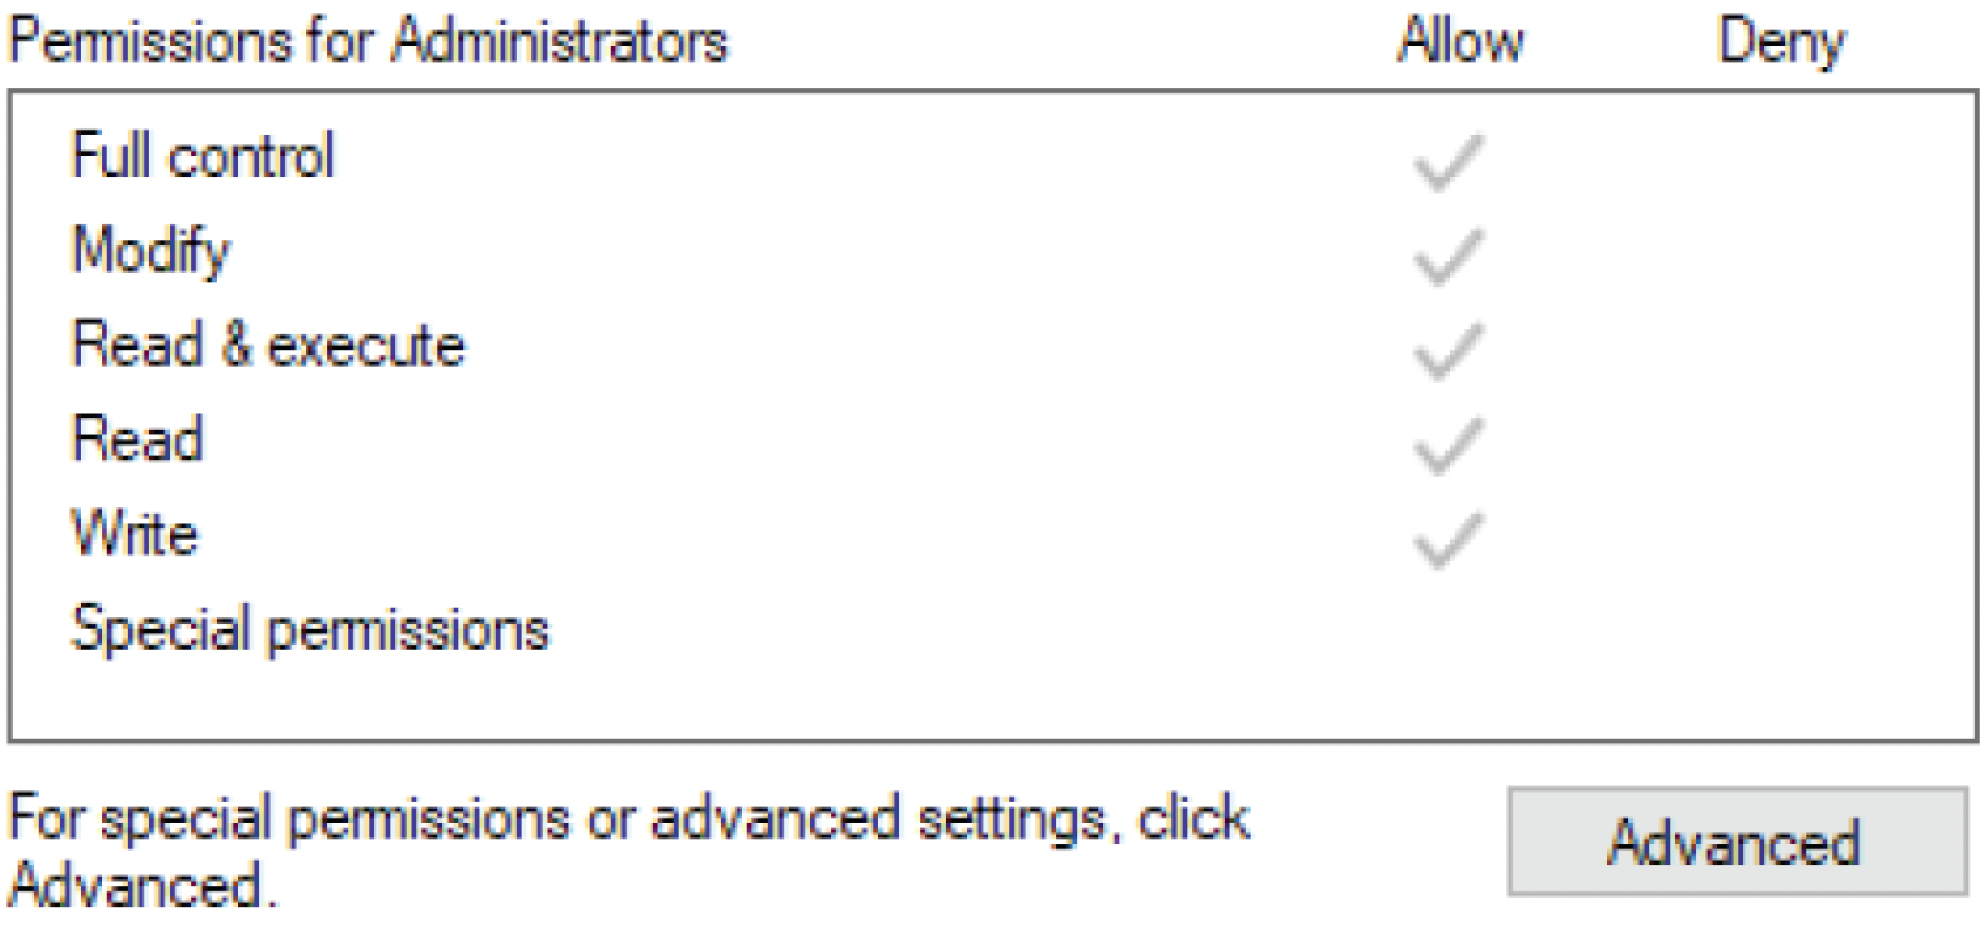 Permissions for Administrators Allow Deny
Full control
Modify
Read & execute
Read
Write
Special permissions
For special permissions or advanced settings, click
Advanced.
Advanced